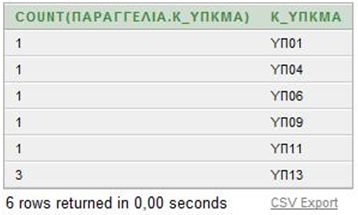 COUNT(ΠΑΡΑΓΓΕΛΙΑ.Κ_ΥΠΚΜΑ) Κ_ΥΠΚΜΑ
1 ΥΠ01
1 ΥΠ04
1 ΥΠ06
1 ΥΠ09
1 ΥΠ11
3 ΥΠ13
6 rows returned in 0,00 seconds CSV Export